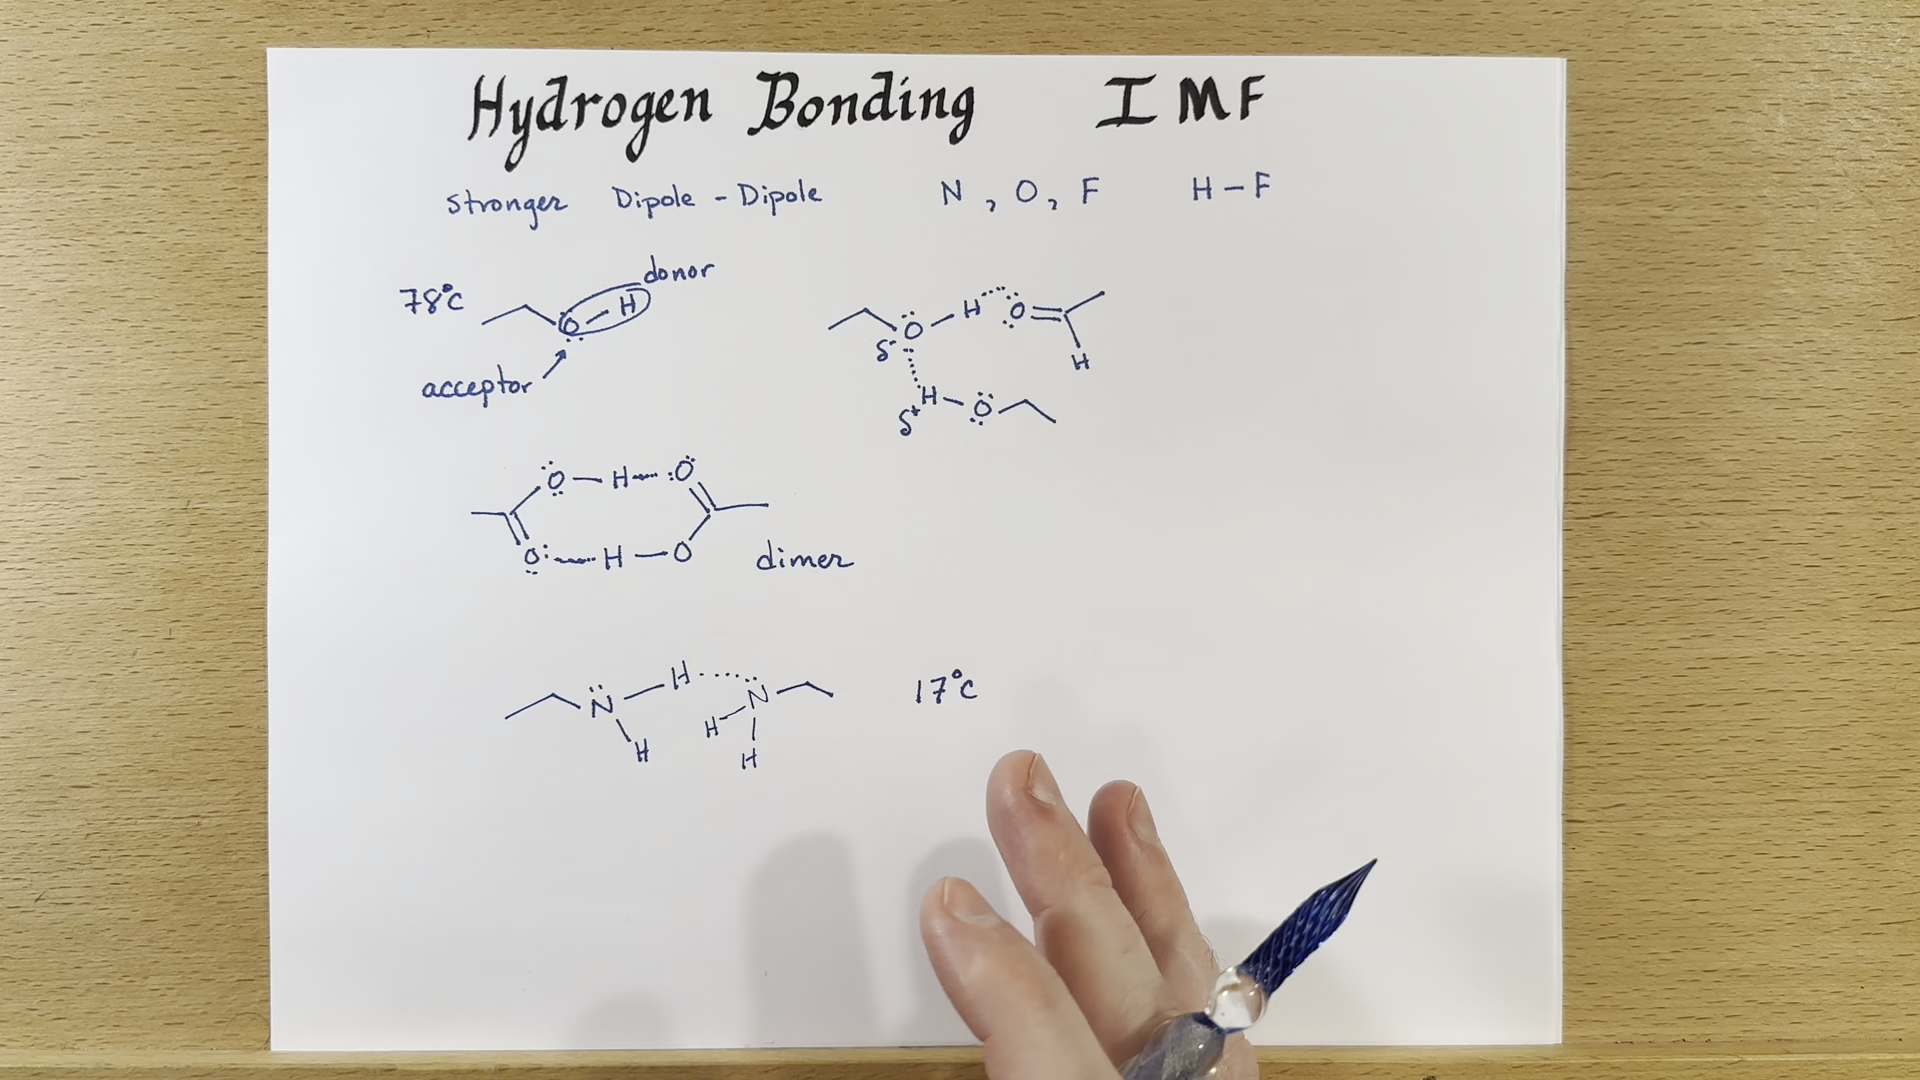 Hydrogen Bonding IMF
Stronger Dipole - Dipole N, O, F H-F
donor
78°C
O - H
acceptor
O - H O
δ-
H
H - O
δ+
O - H O
O H - O
dimer
N - H N
H H
H
17°C